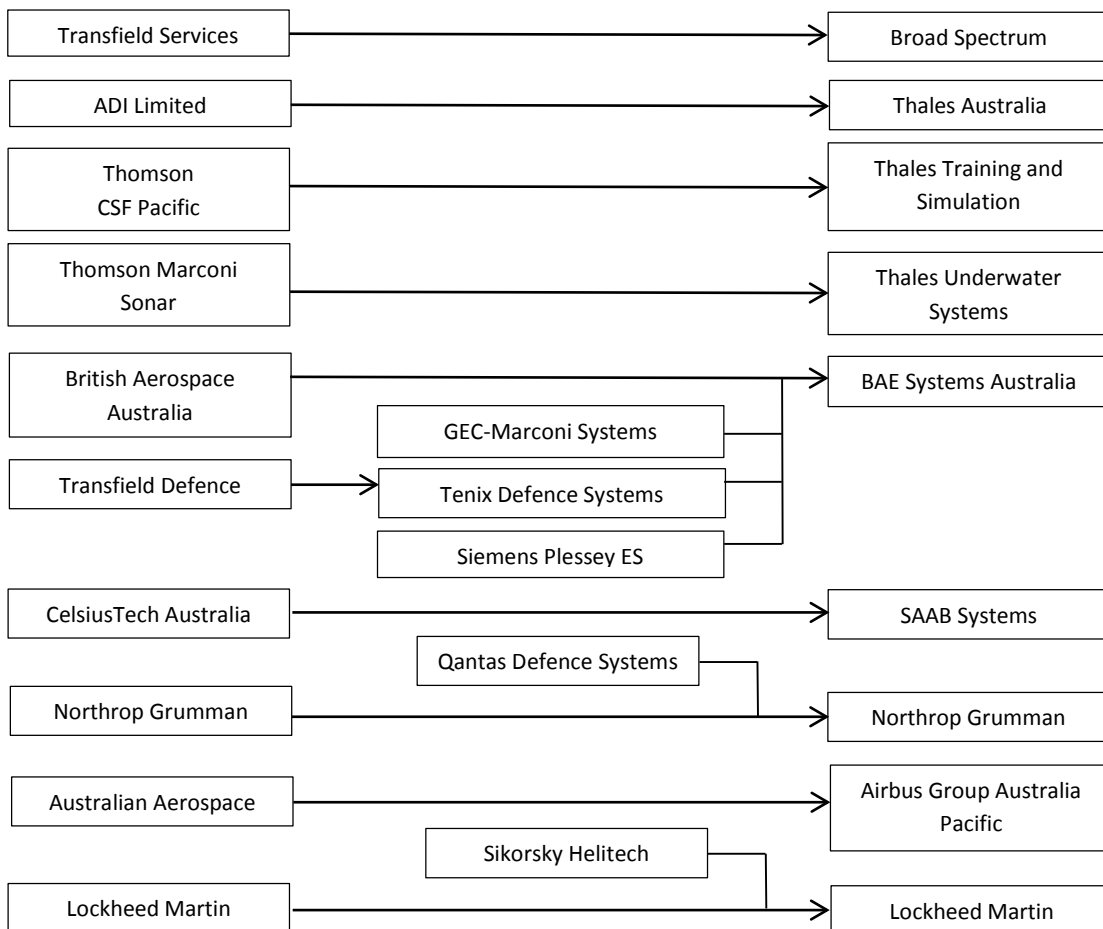 Transfield Services
Broad Spectrum
ADI Limited
Thales Australia
Thomson
CSF Pacific
Thales Training and
Simulation
Thomson Marconi
Sonar
Thales Underwater
Systems
British Aerospace
Australia
BAE Systems Australia
GEC-Marconi Systems
Transfield Defence
Tenix Defence Systems
Siemens Plessey ES
CelsiusTech Australia
SAAB Systems
Qantas Defence Systems
Northrop Grumman
Northrop Grumman
Australian Aerospace
Airbus Group Australia
Pacific
Sikorsky Helitech
Lockheed Martin
Lockheed Martin